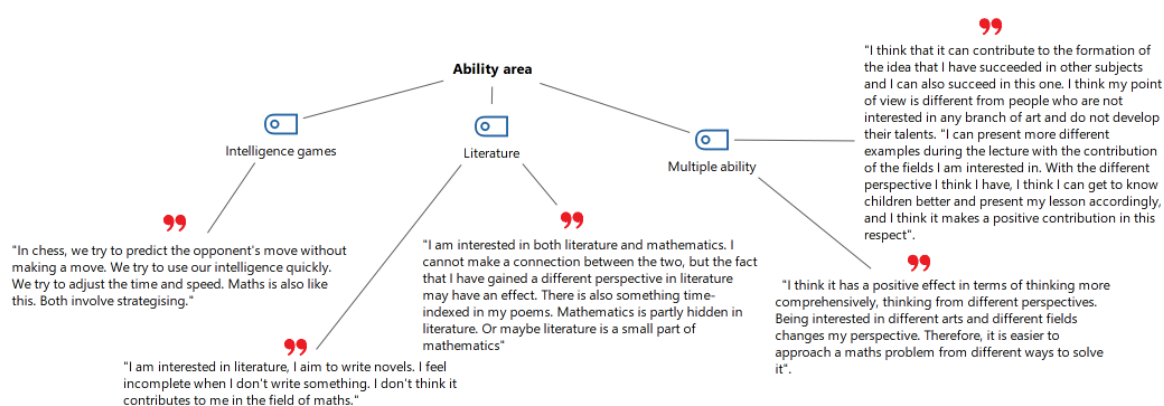 Ability area
Intelligence games
Literature
Multiple ability
"I think that it can contribute to the formation of
the idea that I have succeeded in other subjects
and I can also succeed in this one. I think my point
of view is different from people who are not
interested in any branch of art and do not develop
their talents. "I can present more different
examples during the lecture with the contribution
of the fields I am interested in. With the different
perspective I think I have, I think I can get to know
children better and present my lesson accordingly,
and I think it makes a positive contribution in this
respect".
"In chess, we try to predict the opponent's move without
making a move. We try to use our intelligence quickly.
We try to adjust the time and speed. Maths is also like
this. Both involve strategising."
"I am interested in both literature and mathematics. I
cannot make a connection between the two, but the fact
that I have gained a different perspective in literature
may have an effect. There is also something time-
indexed in my poems. Mathematics is partly hidden in
literature. Or maybe literature is a small part of
mathematics"
"I think it has a positive effect in terms of thinking more
comprehensively, thinking from different perspectives.
Being interested in different arts and different fields
changes my perspective. Therefore, it is easier to
approach a maths problem from different ways to solve
it".
"I am interested in literature, I aim to write novels. I feel
incomplete when I don't write something. I don't think it
contributes to me in the field of maths."